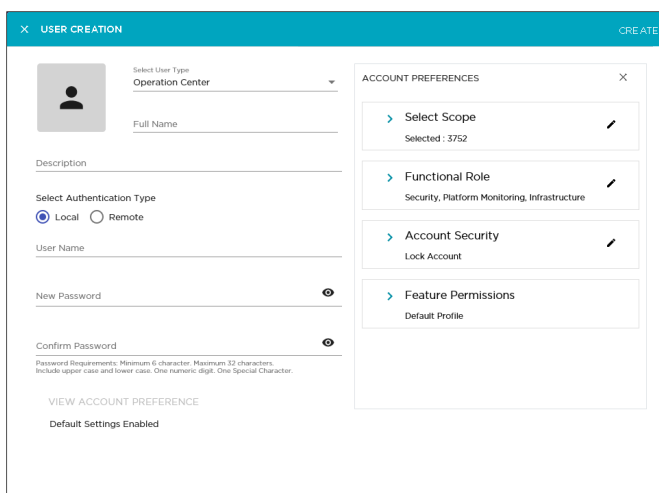 USER CREATION
CREATE
Select User Type
Operation Center
Full Name
Description
Select Authentication Type
Local
Remote
User Name
New Password
Confirm Password
Password Requirements: Minimum 6 character. Maximum 32 characters.
Include upper case and lower case. One numeric digit. One Special Character.
VIEW ACCOUNT PREFERENCE
Default Settings Enabled
ACCOUNT PREFERENCES
Select Scope
Selected : 3752
Functional Role
Security, Platform Monitoring, Infrastructure
Account Security
Lock Account
Feature Permissions
Default Profile